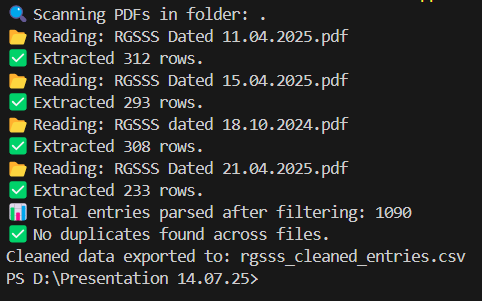 🔍 Scanning PDFs in folder: .
📂 Reading: RGSSS Dated 11.04.2025.pdf
✅ Extracted 312 rows.
📂 Reading: RGSSS Dated 15.04.2025.pdf
✅ Extracted 293 rows.
📂 Reading: RGSSS dated 18.10.2024.pdf
✅ Extracted 308 rows.
📂 Reading: RGSSS Dated 21.04.2025.pdf
✅ Extracted 233 rows.
📊 Total entries parsed after filtering: 1090
✅ No duplicates found across files.
Cleaned data exported to: rgsss_cleaned_entries.csv
PS D:\Presentation 14.07.25>